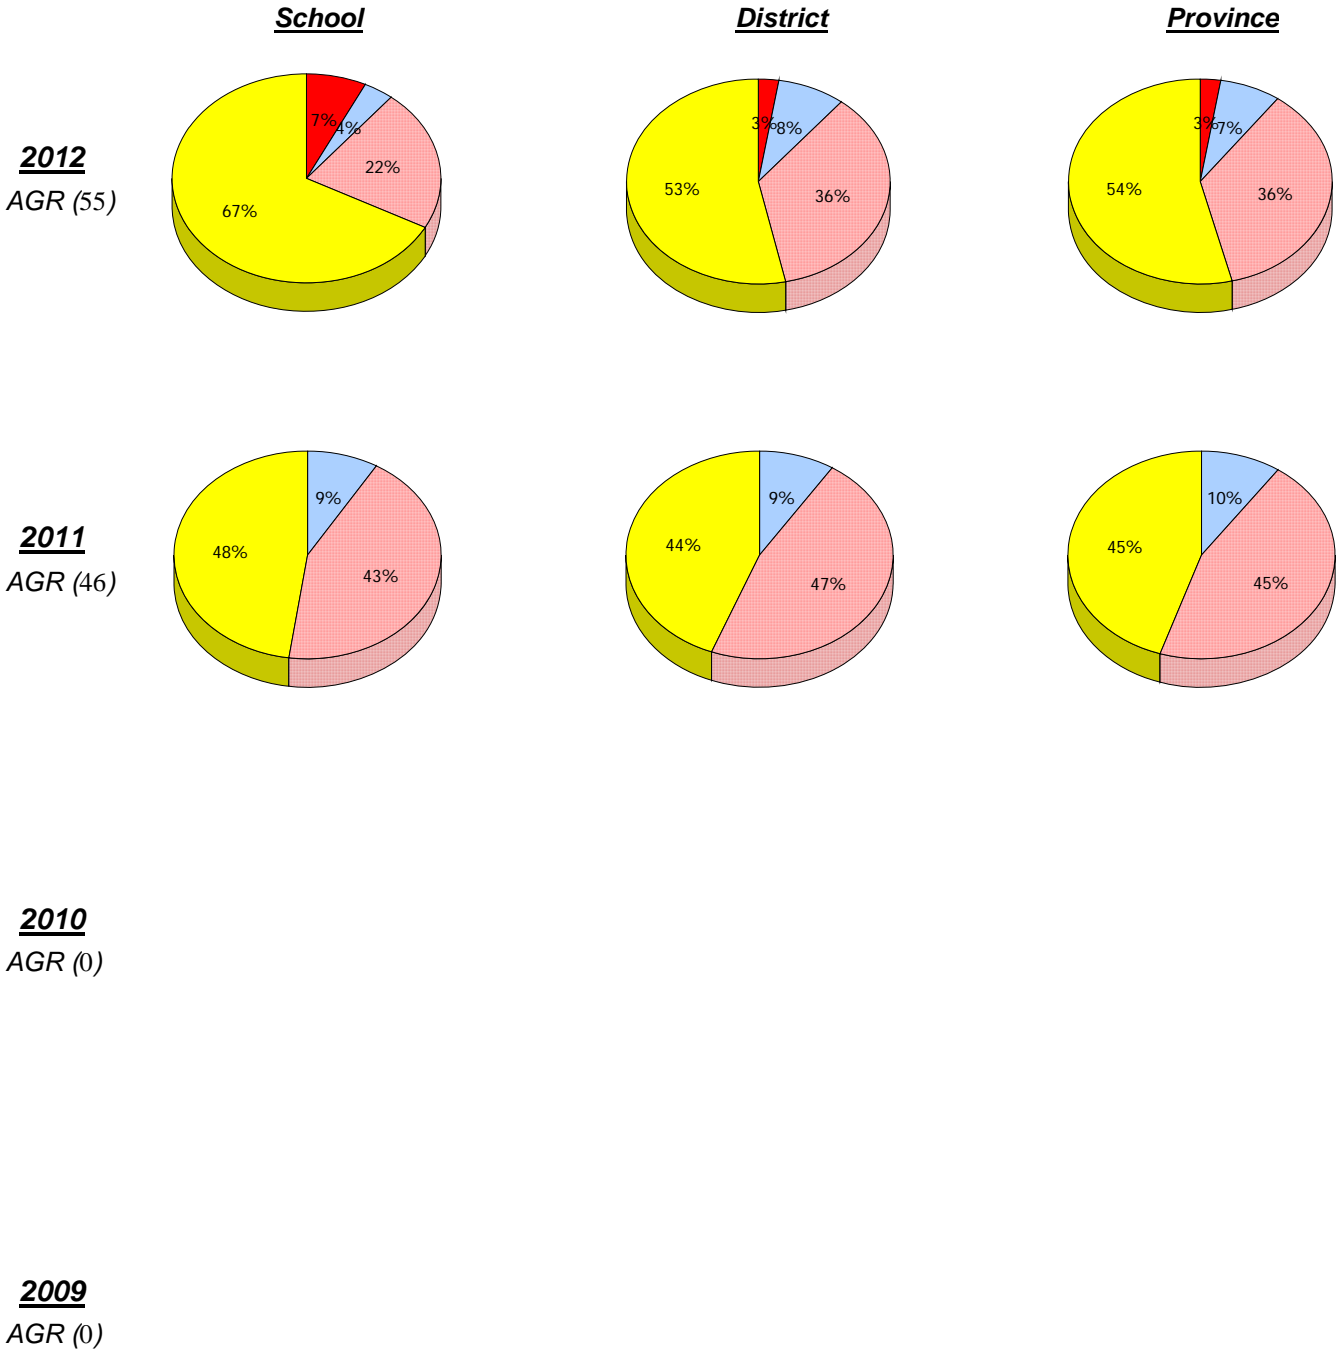 School District Province
7% 4% 22% 67%
3% 8% 36% 53%
3% 7% 36% 54%
2012
AGR (55)
9% 43% 48%
9% 47% 44%
10% 45% 45%
2011
AGR (46)
2010
AGR (0)
2009
AGR (0)